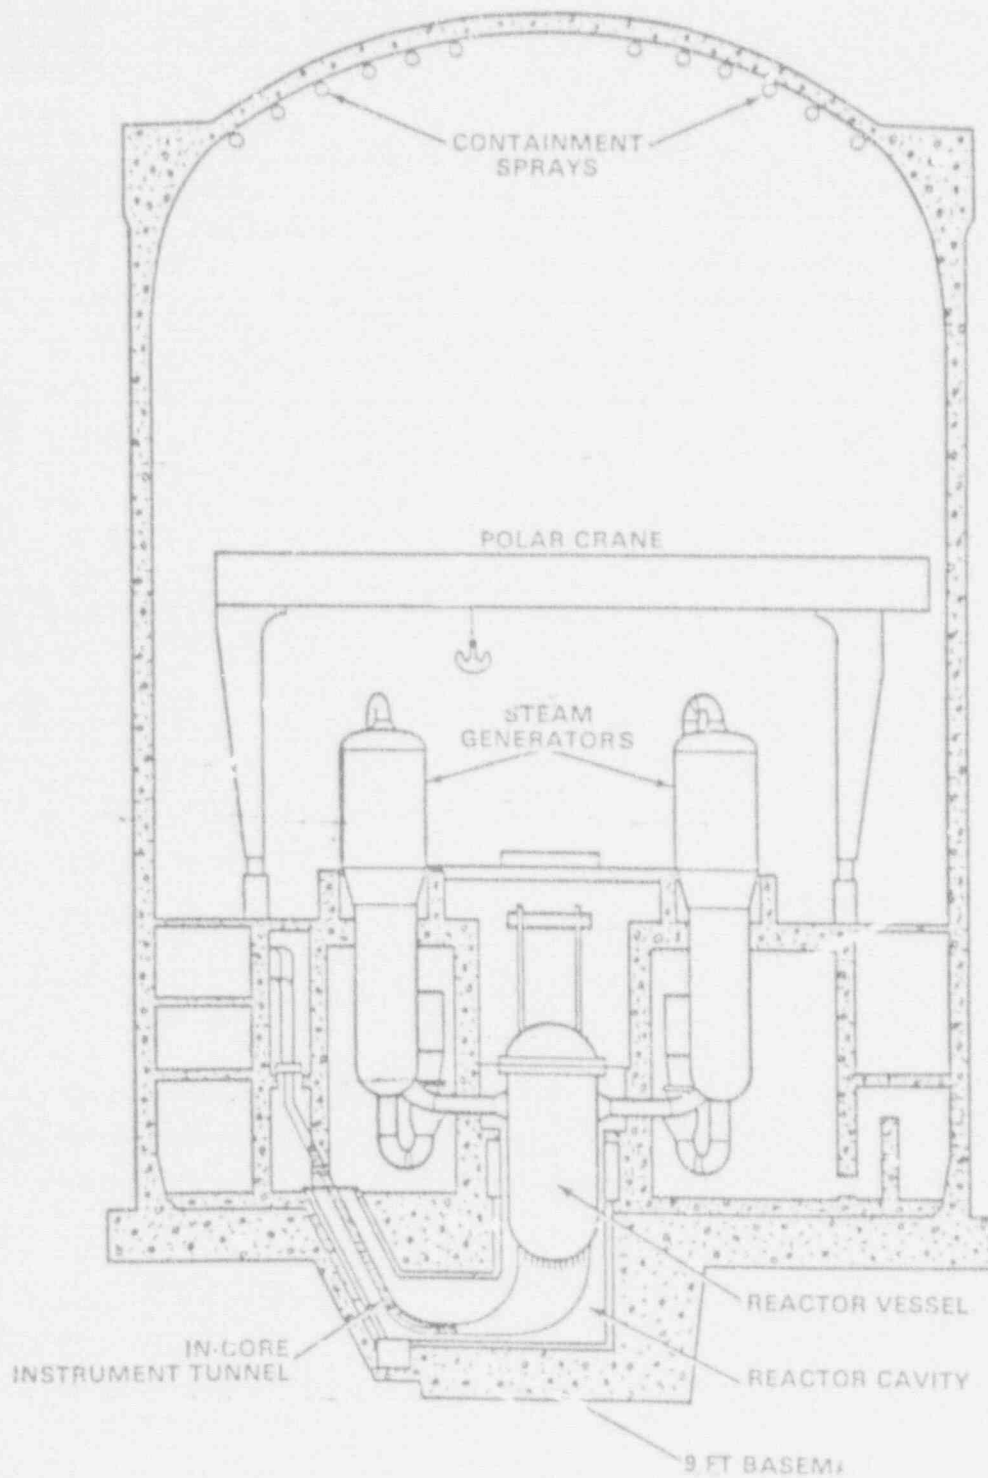 CONTAINMENT
SPRAYS
POLAR CRANE
STEAM
GENERATORS
REACTOR VESSEL
IN-CORE
INSTRUMENT TUNNEL
REACTOR CAVITY
9 FT